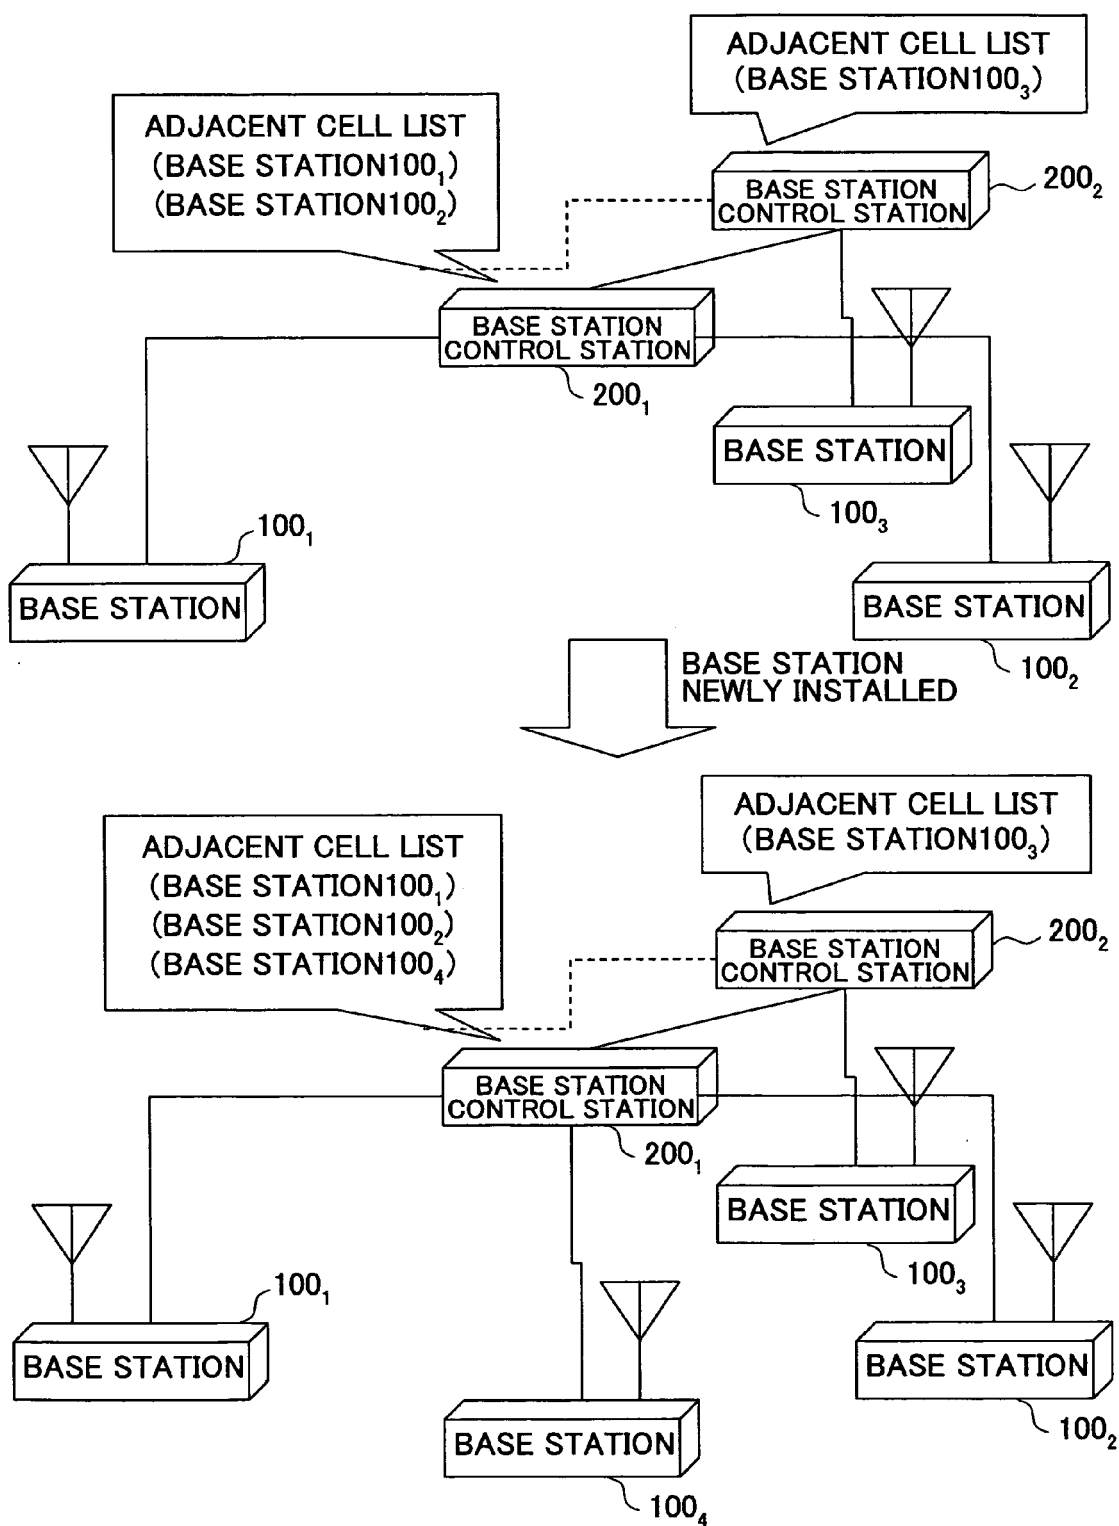 ADJACENT CELL LIST
(BASE STATION100₃)
ADJACENT CELL LIST
(BASE STATION100₁)
(BASE STATION100₂)
BASE STATION
CONTROL STATION
200₂
BASE STATION
CONTROL STATION
200₁
BASE STATION
100₃
100₁
BASE STATION
BASE STATION
100₂
BASE STATION
NEWLY INSTALLED
ADJACENT CELL LIST
(BASE STATION100₃)
ADJACENT CELL LIST
(BASE STATION100₁)
(BASE STATION100₂)
(BASE STATION100₄)
BASE STATION
CONTROL STATION
200₂
BASE STATION
CONTROL STATION
200₁
BASE STATION
100₃
100₁
BASE STATION
BASE STATION
100₂
BASE STATION
100₄